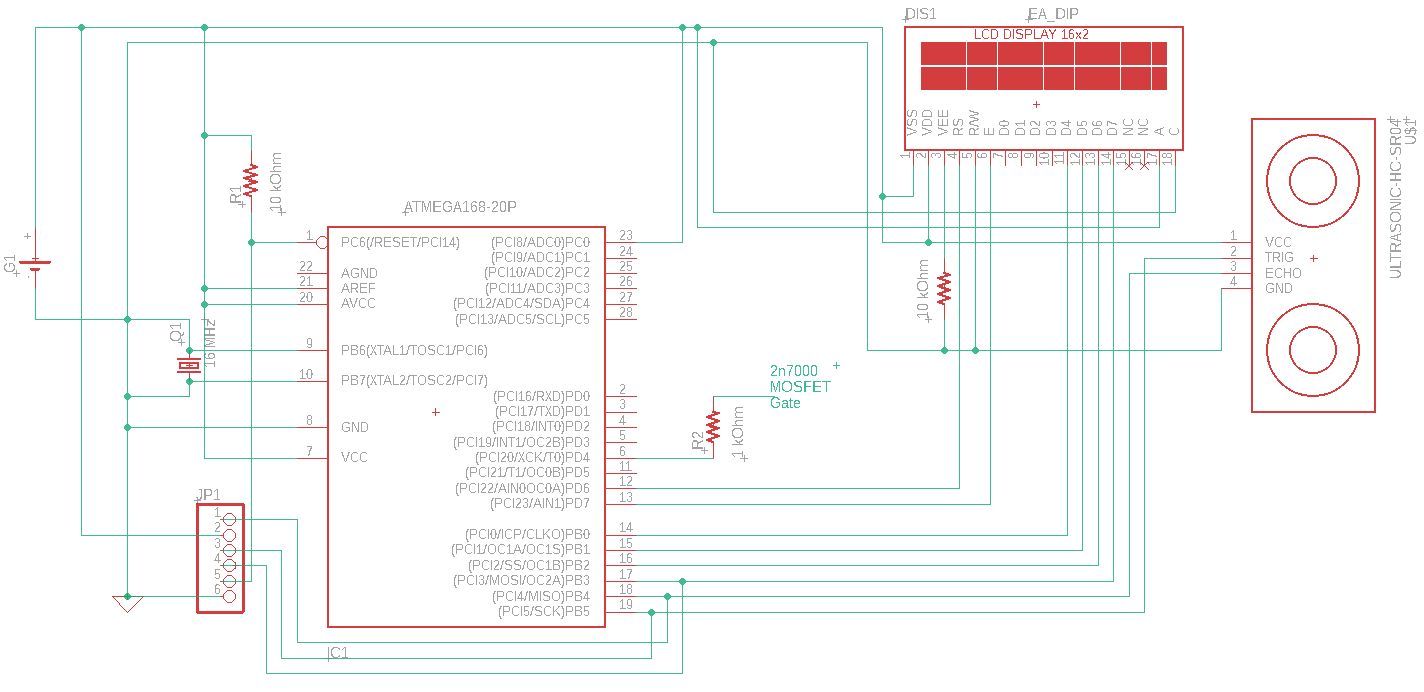 DIS1
EA_DIP
LCD DISPLAY 16x2
VSS
VDD
VEE
RS
R/W
E
D0
D1
D2
D3
D4
D5
D6
D7
NC
NC
A
C
1
2
3
4
5
6
7
8
9
10
11
12
13
14
15
16
17
18
ULTRASONIC-HC-SR04
U$1
1 VCC
2 TRIG
3 ECHO
4 GND
R1
10 kOhm
ATMEGA168-20P
1 PC6(/RESET/PCI14)
22 AGND
21 AREF
20 AVCC
9 PB6(XTAL1/TOSC1/PCI6)
10 PB7(XTAL2/TOSC2/PCI7)
8 GND
7 VCC
(PCI8/ADC0)PC0 23
(PCI9/ADC1)PC1 24
(PCI10/ADC2)PC2 25
(PCI11/ADC3)PC3 26
(PCI12/ADC4/SDA)PC4 27
(PCI13/ADC5/SCL)PC5 28
(PCI16/RXD)PD0 2
(PCI17/TXD)PD1 3
(PCI18/INT0)PD2 4
(PCI19/INT1/OC2B)PD3 5
(PCI20/XCK/T0)PD4 6
(PCI21/T1/OC0B)PD5 11
(PCI22/AIN0OC0A)PD6 12
(PCI23/AIN1)PD7 13
(PCI0/ICP/CLKO)PB0 14
(PCI1/OC1A/OC1S)PB1 15
(PCI2/SS/OC1B)PB2 16
(PCI3/MOSI/OC2A)PB3 17
(PCI4/MISO)PB4 18
(PCI5/SCK)PB5 19
IC1
G1
+
-
Q1
16 MHz
10 kOhm
2n7000
MOSFET
Gate
R2
1 kOhm
JP1
1
2
3
4
5
6